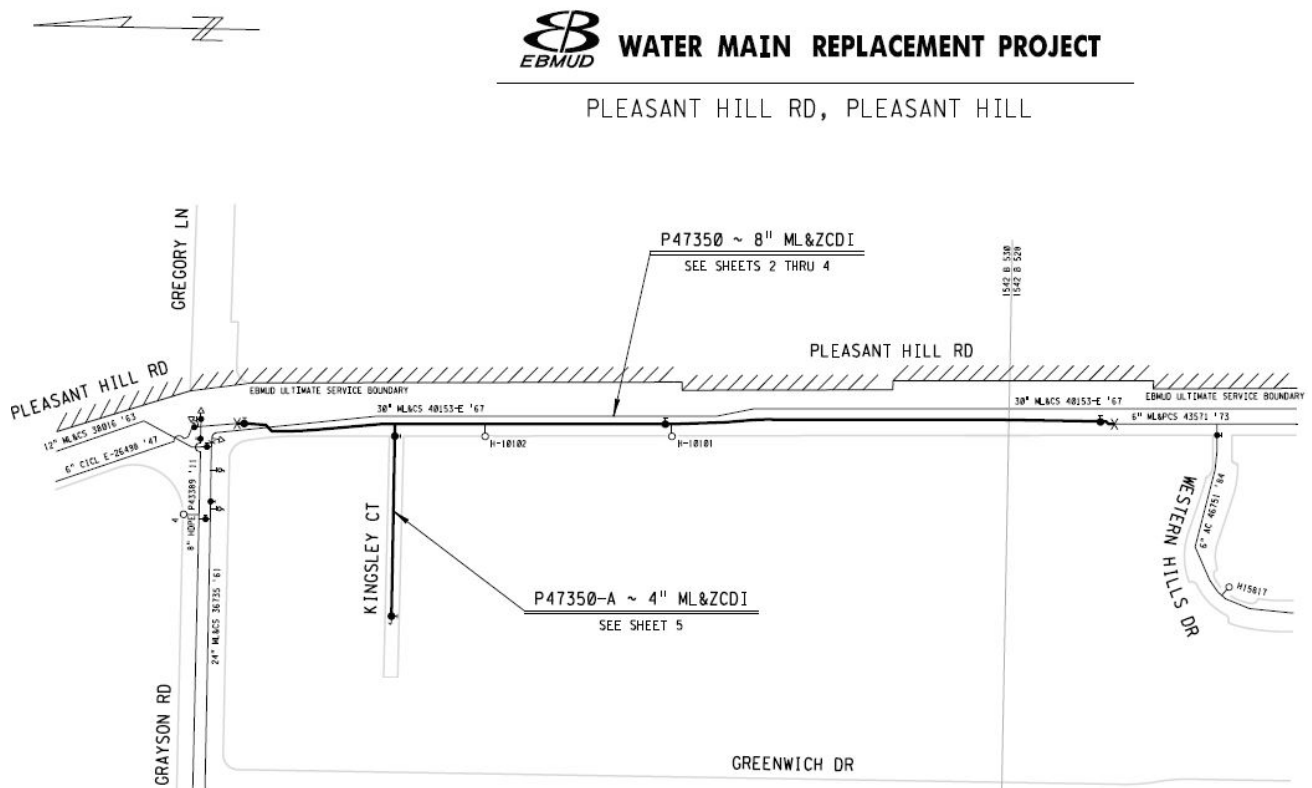 EBMUD
WATER MAIN REPLACEMENT PROJECT
PLEASANT HILL RD, PLEASANT HILL
GREGORY LN
P47350 ~ 8" ML&ZCDI
SEE SHEETS 2 THRU 4
1542 B 530
1542 B 528
PLEASANT HILL RD
PLEASANT HILL RD
EBMUD ULTIMATE SERVICE BOUNDARY
EBMUD ULTIMATE SERVICE BOUNDARY
30" ML&CS 40153-E '67
30" ML&CS 40153-E '67
6" ML&PCS 43571 '73
12" ML&CS 38016 '63
6" CICL E-26498 '47
H-10102
H-10101
8" HDPE P43389 '11
4
24" ML&CS 36735 '61
KINGSLEY CT
P47350-A ~ 4" ML&ZCDI
SEE SHEET 5
6" AC 46751 '84
H15817
WESTERN HILLS DR
GRAYSON RD
GREENWICH DR